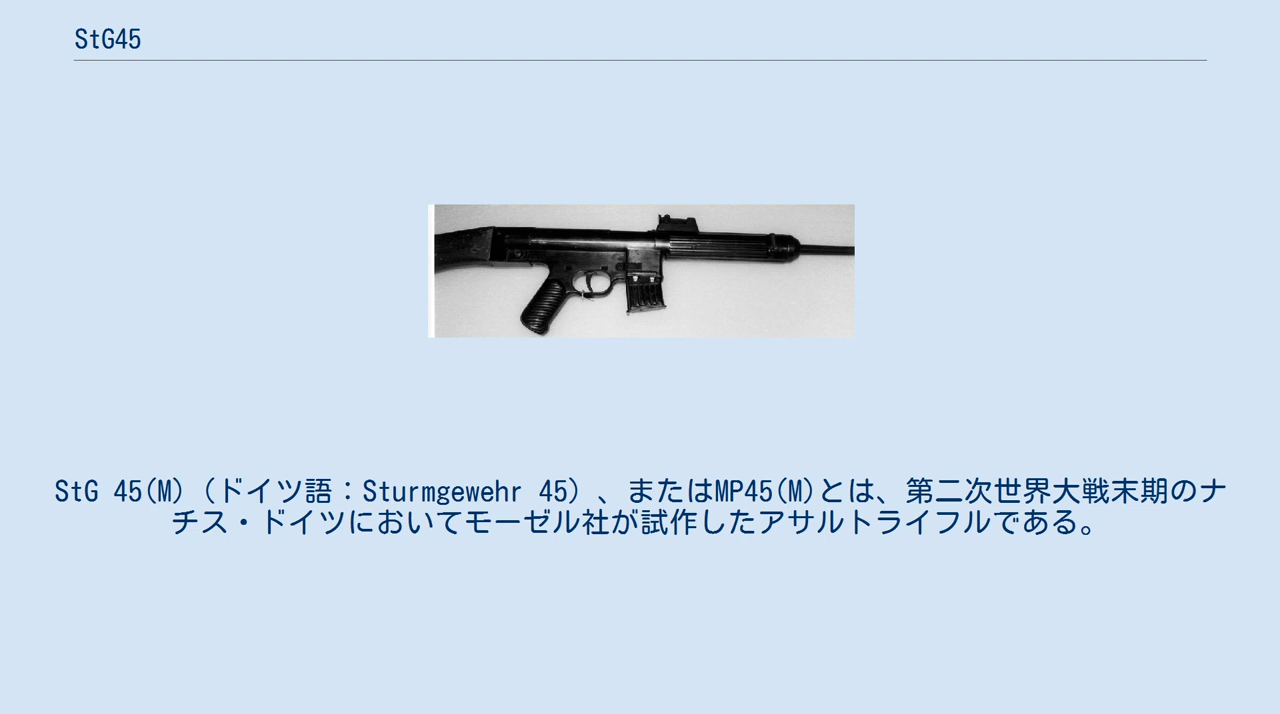 StG45
StG 45(M)（ドイツ語：Sturmgewehr 45）、またはMP45(M)とは、第二次世界大戦末期のナ
チス・ドイツにおいてモーゼル社が試作したアサルトライフルである。